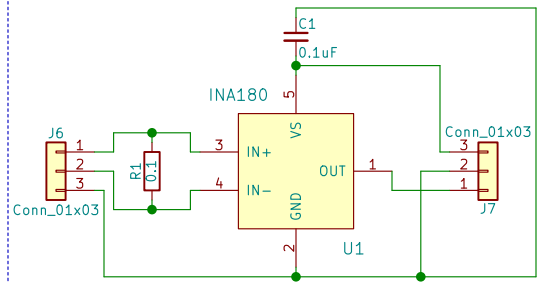 C1
0.1uF
INA180
5
VS
J6
Conn_01x03
1
3
IN+
3
2
R1
0.1
OUT
1
2
3
4
IN-
1
Conn_01x03
GND
J7
2
U1